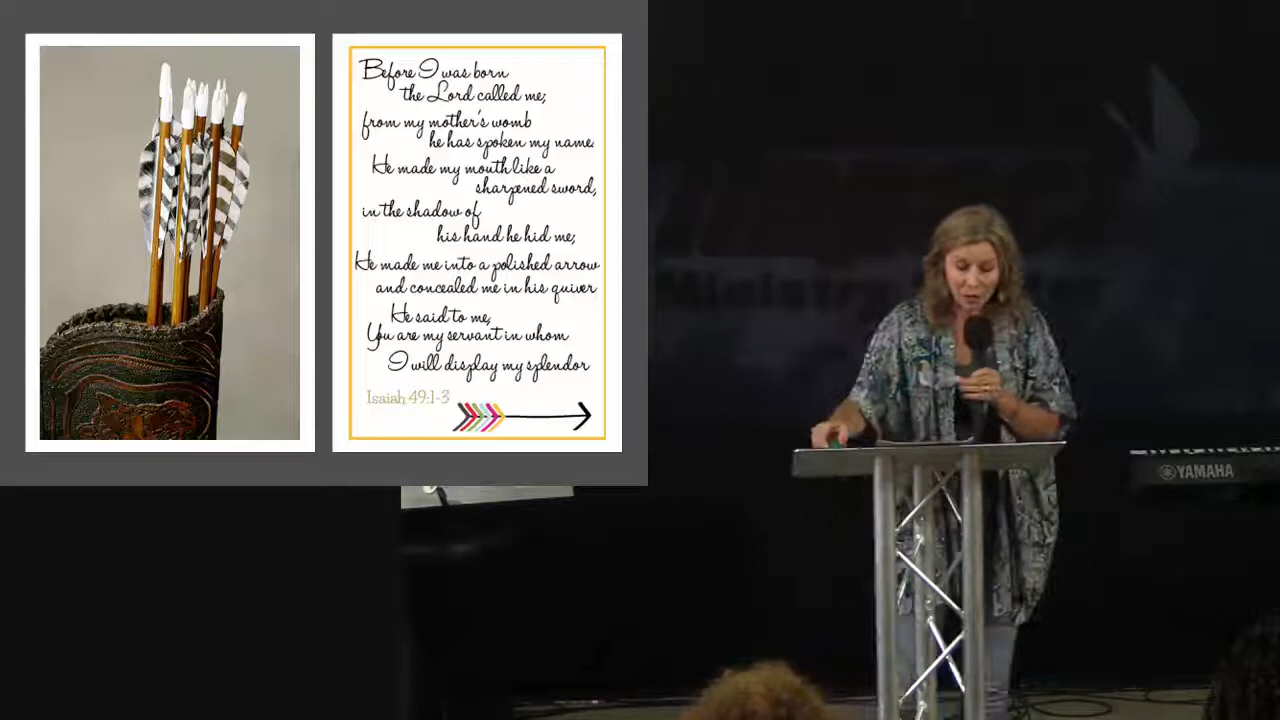 Before I was born
the Lord called me;
from my mother's womb
he has spoken my name.
He made my mouth like a
sharpened sword,
in the shadow of
his hand he hid me;
He made me into a polished arrow
and concealed me in his quiver
He said to me,
You are my servant in whom
I will display my splendor
Isaiah 49:1-3
Ministry
YAMAHA